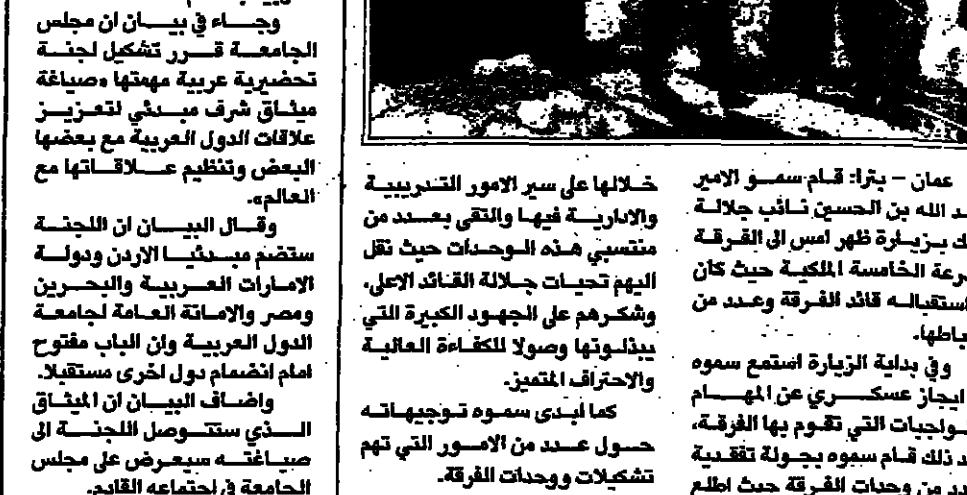 عمان – بترا: قام سمو الامير
الله بن الحسين نائب جلالة
بزيارة ظهر امس الى الفرقة
الخامسة الملكية حيث كان
استقباله قائد الفرقة وعدد من
وفي بداية الزيارة استمع سموه
ايجاز عسكري عن المهام
والواجبات التي تقوم بها الفرقة،
ذلك قام سموه بجولة تفقدية
من وحدات الفرقة حيث اطلع
خلالها على سير الامور التدريبية
والادارية فيها والتقى بعدد من
منتسبي هذه الوحدات حيث نقل
اليهم تحيات جلالة القائد الاعلى،
وشكرهم على الجهود الكبيرة التي
يبذلونها وصولا للكفاءة العالية
والاحتراف المتميز.
كما ابدى سموه توجيهاته
حول عدد من الامور التي تهم
تشكيلات ووحدات الفرقة.
وجاء في بيان ان مجلس
الجامعة قرر تشكيل لجنة
تحضيرية عربية مهمتها «صياغة
ميثاق شرف مبدئي لتعزيز
علاقات الدول العربية مع بعضها
البعض وتنظيم علاقاتها مع
العالم».
وقال البيان ان اللجنة
ستضم مبدئيا الاردن ودولة
الامارات العربية والبحرين
ومصر والامانة العامة لجامعة
الدول العربية وان الباب مفتوح
امام انضمام دول اخرى مستقبلا.
واضاف البيان ان الميثاق
الذي ستتوصل اللجنة الى
صياغته سيعرض على مجلس
الجامعة في اجتماعه القادم.